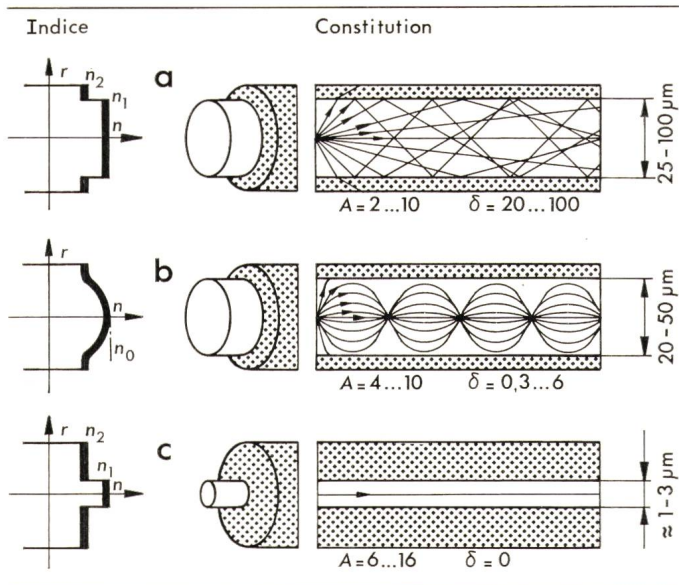 Indice Constitution
r n₂ n₁ n
a
25-100 μm
A = 2...10 δ = 20...100
r n n₀
b
20-50 μm
A = 4...10 δ = 0,3...6
r n₂ n₁ n
c
≈ 1-3 μm
A = 6...16 δ = 0